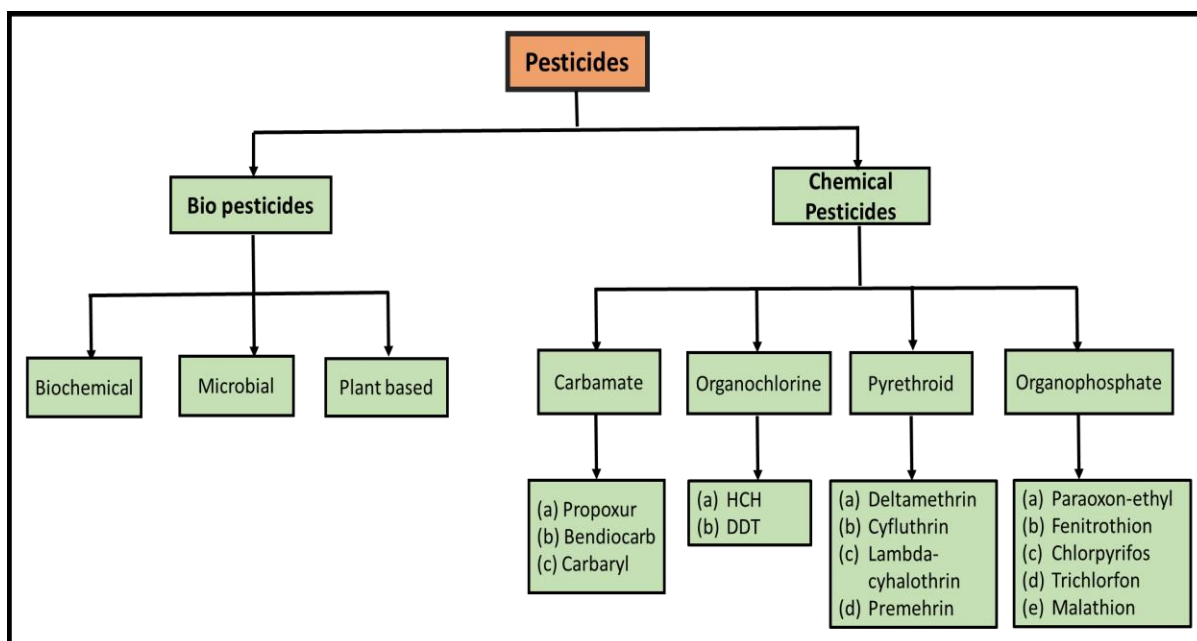 Pesticides
Bio pesticides
Chemical
Pesticides
Biochemical
Microbial
Plant based
Carbamate
Organochlorine
Pyrethroid
Organophosphate
(a) Propoxur
(b) Bendiocarb
(c) Carbaryl
(a) HCH
(b) DDT
(a) Deltamethrin
(b) Cyfluthrin
(c) Lambda-
cyhalothrin
(d) Premehrin
(a) Paraoxon-ethyl
(b) Fenitrothion
(c) Chlorpyrifos
(d) Trichlorfon
(e) Malathion